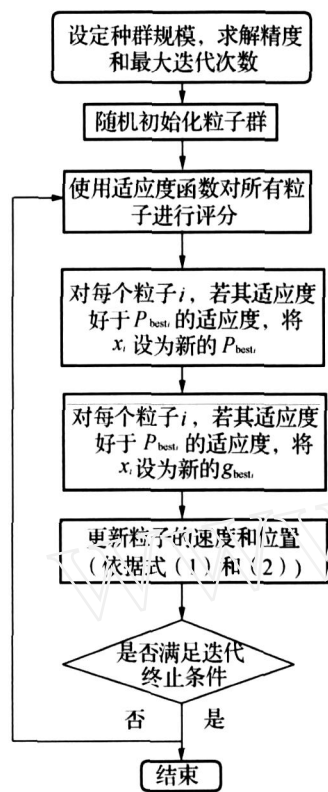 设定种群规模，求解精度
和最大迭代次数
随机初始化粒子群
使用适应度函数对所有粒
子进行评分
对每个粒子i，若其适应度
好于Pbesti的适应度，将
xi设为新的Pbesti
对每个粒子i，若其适应度
好于Pbesti的适应度，将
xi设为新的gbesti
更新粒子的速度和位置
（依据式（1）和（2））
是否满足迭代
终止条件
否 是
结束